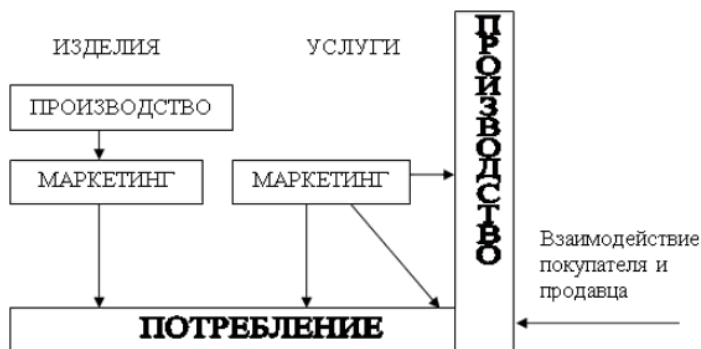 ИЗДЕЛИЯ
УСЛУГИ
ПРОИЗВОДСТВО
ПРОИЗВОДСТВО
МАРКЕТИНГ
МАРКЕТИНГ
Взаимодействие
покупателя и
продавца
ПОТРЕБЛЕНИЕ